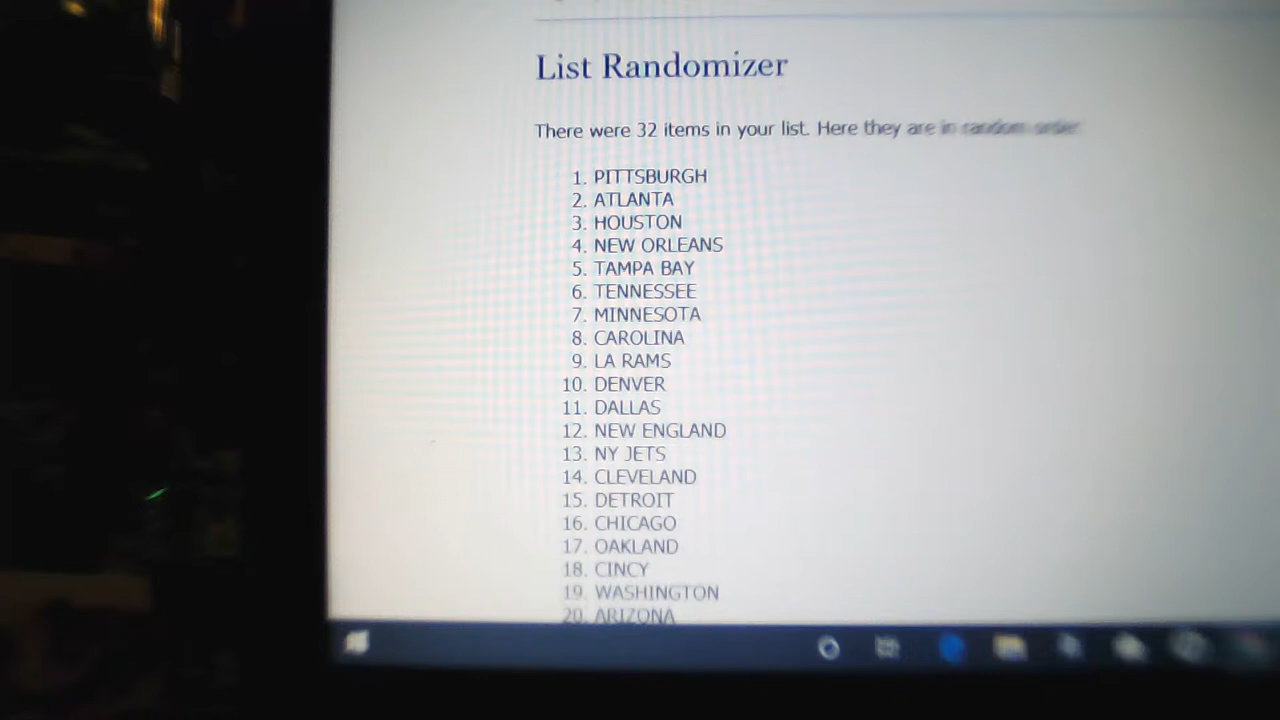 List Randomizer
There were 32 items in your list. Here they are in random order:
1. PITTSBURGH
2. ATLANTA
3. HOUSTON
4. NEW ORLEANS
5. TAMPA BAY
6. TENNESSEE
7. MINNESOTA
8. CAROLINA
9. LA RAMS
10. DENVER
11. DALLAS
12. NEW ENGLAND
13. NY JETS
14. CLEVELAND
15. DETROIT
16. CHICAGO
17. OAKLAND
18. CINCY
19. WASHINGTON
20. ARIZONA